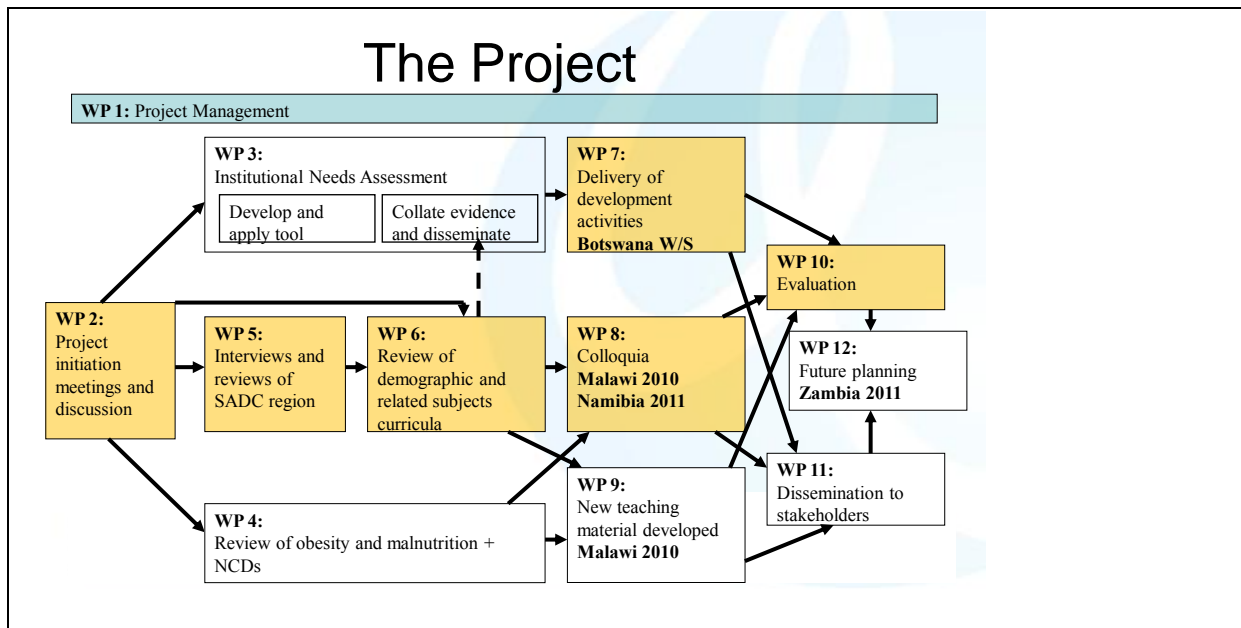 The Project
WP 1: Project Management
WP 3:
Institutional Needs Assessment
Develop and
apply tool
Collate evidence
and disseminate
WP 7:
Delivery of
development
activities
Botswana W/S
WP 10:
Evaluation
WP 2:
Project
initiation
meetings and
discussion
WP 5:
Interviews and
reviews of
SADC region
WP 6:
Review of
demographic and
related subjects
curricula
WP 8:
Colloquia
Malawi 2010
Namibia 2011
WP 12:
Future planning
Zambia 2011
WP 4:
Review of obesity and malnutrition +
NCDs
WP 9:
New teaching
material developed
Malawi 2010
WP 11:
Dissemination to
stakeholders